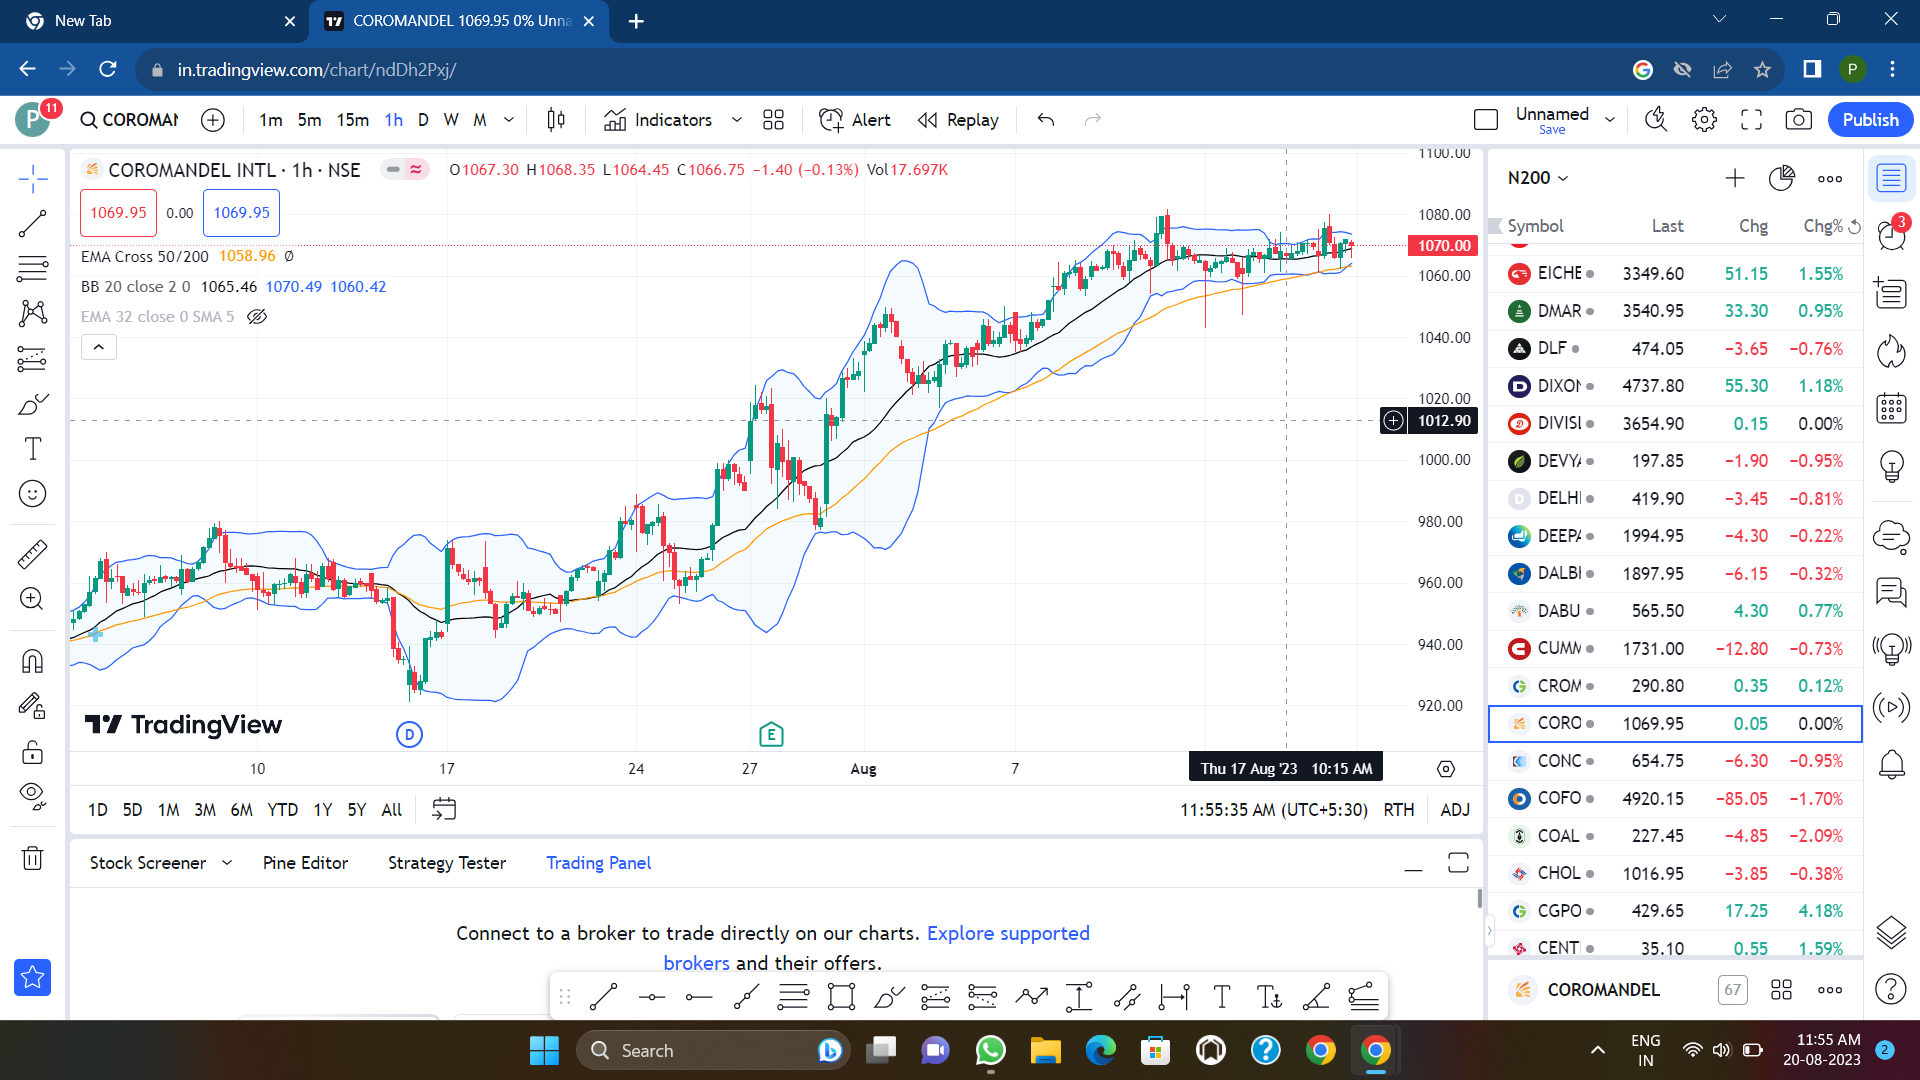 New Tab
COROMANDEL 1069.95 0% Unna
in.tradingview.com/chart/ndDh2Pxj/
P
P
11
COROMAN
1m 5m 15m 1h D W M
Indicators
Alert
Replay
Unnamed
Save
Publish
COROMANDEL INTL · 1h · NSE
O1067.30 H1068.35 L1064.45 C1066.75 −1.40 (−0.13%) Vol17.697K
1069.95 0.00 1069.95
EMA Cross 50/200 1058.96 Ø
BB 20 close 2 0 1065.46 1070.49 1060.42
EMA 32 close 0 SMA 5
1100.00
1080.00
1070.00
1060.00
1040.00
1020.00
1012.90
1000.00
980.00
960.00
940.00
920.00
TradingView
D
E
10 17 24 27 Aug 7
Thu 17 Aug '23 10:15 AM
1D 5D 1M 3M 6M YTD 1Y 5Y All
11:55:35 AM (UTC+5:30) RTH ADJ
Stock Screener Pine Editor Strategy Tester Trading Panel
Connect to a broker to trade directly on our charts. Explore supported
brokers and their offers.
N200
Symbol Last Chg Chg%
3
EICHE 3349.60 51.15 1.55%
DMAR 3540.95 33.30 0.95%
DLF 474.05 −3.65 −0.76%
DIXON 4737.80 55.30 1.18%
DIVISL 3654.90 0.15 0.00%
DEVYA 197.85 −1.90 −0.95%
DELHI 419.90 −3.45 −0.81%
DEEPA 1994.95 −4.30 −0.22%
DALBI 1897.95 −6.15 −0.32%
DABU 565.50 4.30 0.77%
CUMM 1731.00 −12.80 −0.73%
CROM 290.80 0.35 0.12%
CORO 1069.95 0.05 0.00%
CONC 654.75 −6.30 −0.95%
COFO 4920.15 −85.05 −1.70%
COAL 227.45 −4.85 −2.09%
CHOL 1016.95 −3.85 −0.38%
CGPO 429.65 17.25 4.18%
CENTI 35.10 0.55 1.59%
COROMANDEL 67
Search
ENG
IN
11:55 AM
20-08-2023
2